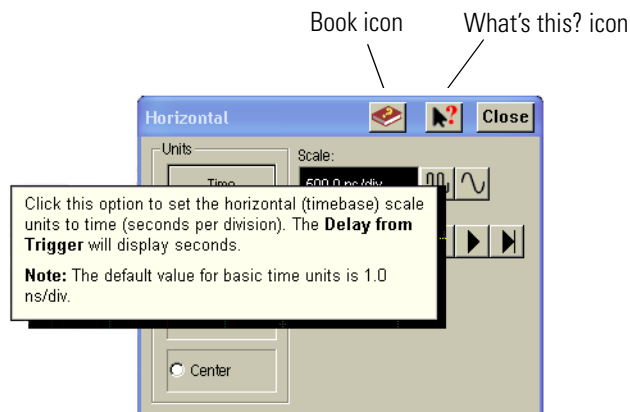 Book icon
What's this? icon
Horizontal
Close
Units
Scale:
Time
500.0 ns/div
Click this option to set the horizontal (timebase) scale
units to time (seconds per division). The Delay from
Trigger will display seconds.
Note: The default value for basic time units is 1.0
ns/div.
Center